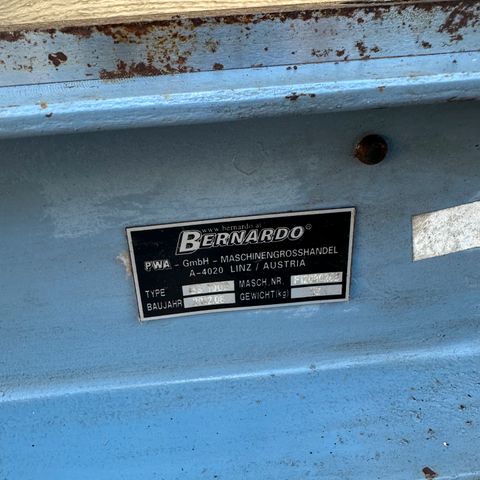 www.bernardo.at
BERNARDO®
PWA - GmbH - MASCHINENGROSSHANDEL
A-4020 LINZ / AUSTRIA
TYPE MASCH.NR.
BAUJAHR GEWICHT(kg)